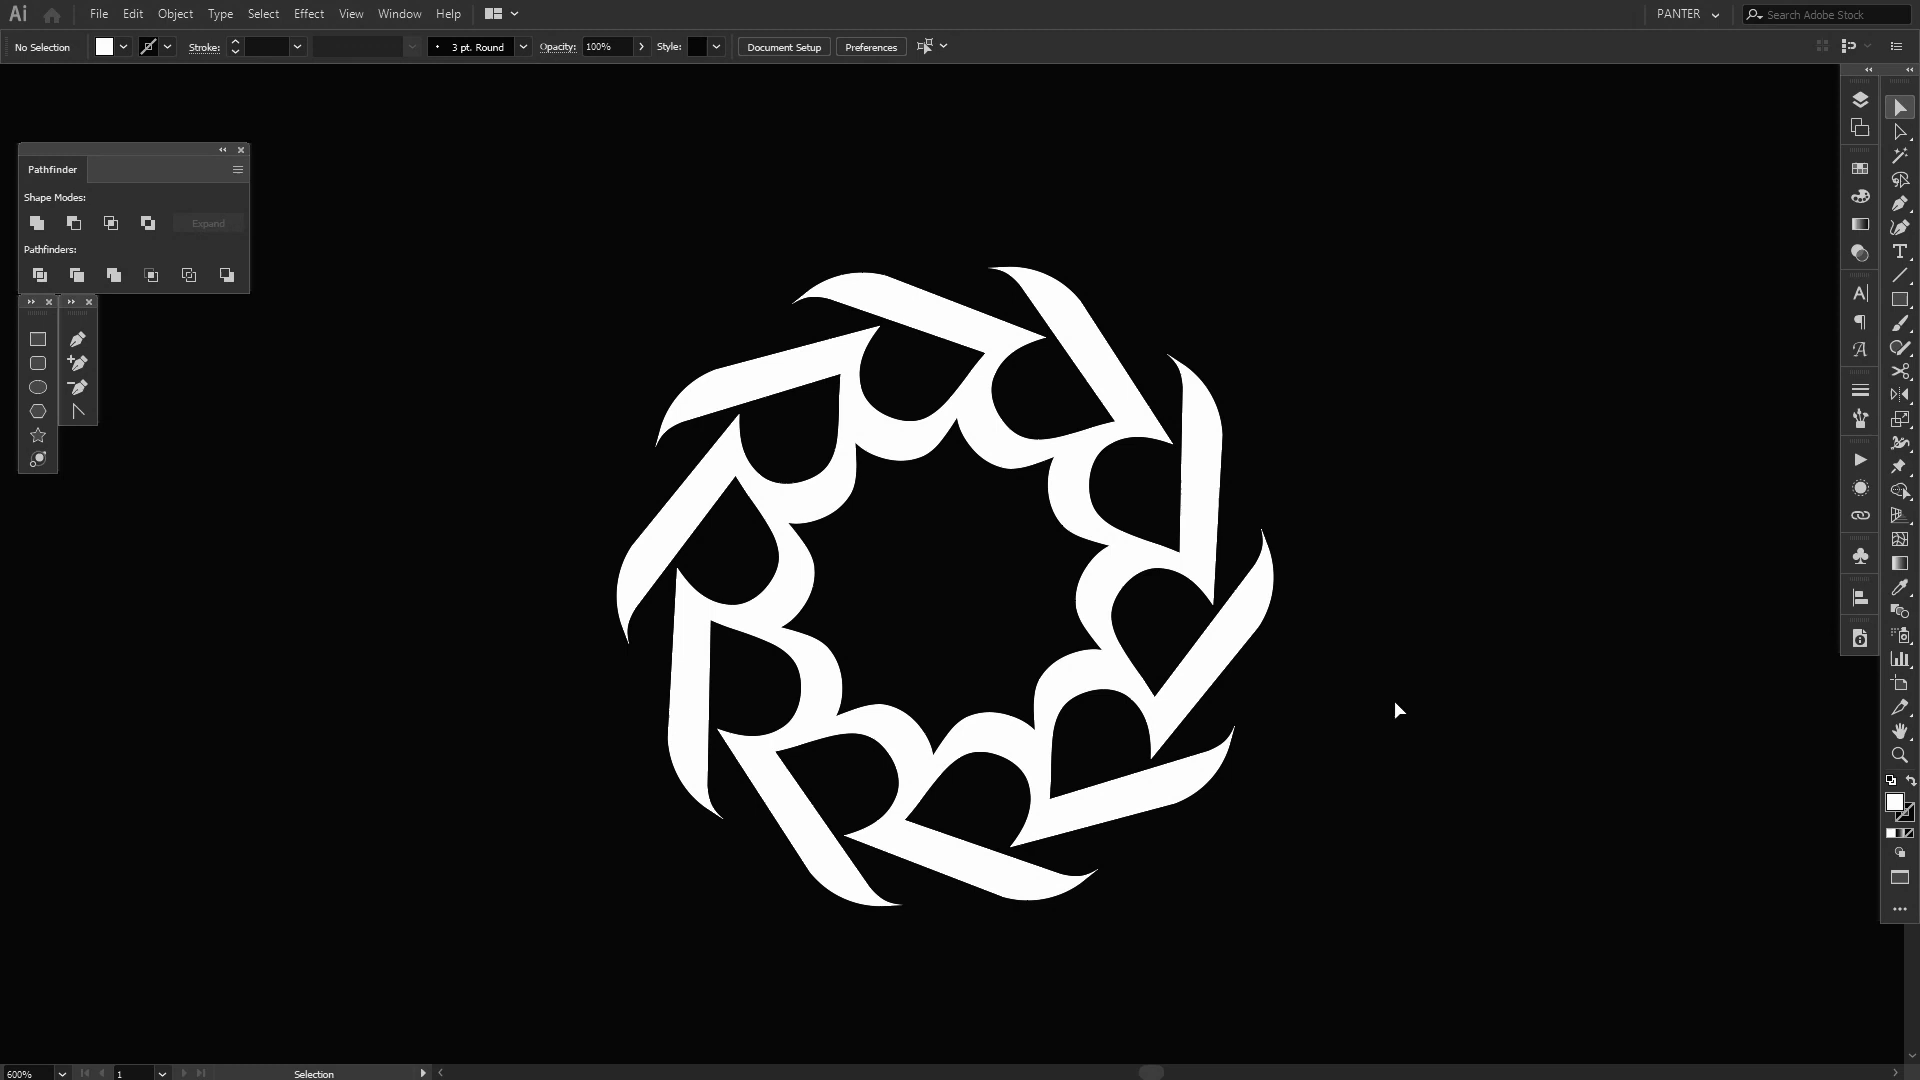 Ai File Edit Object Type Select Effect View Window Help PANTER Search Adobe Stock
No Selection Stroke: 3 pt. Round Opacity: 100% Style: Document Setup Preferences
Pathfinder
Shape Modes:
Expand
Pathfinders:
600% 1 Selection